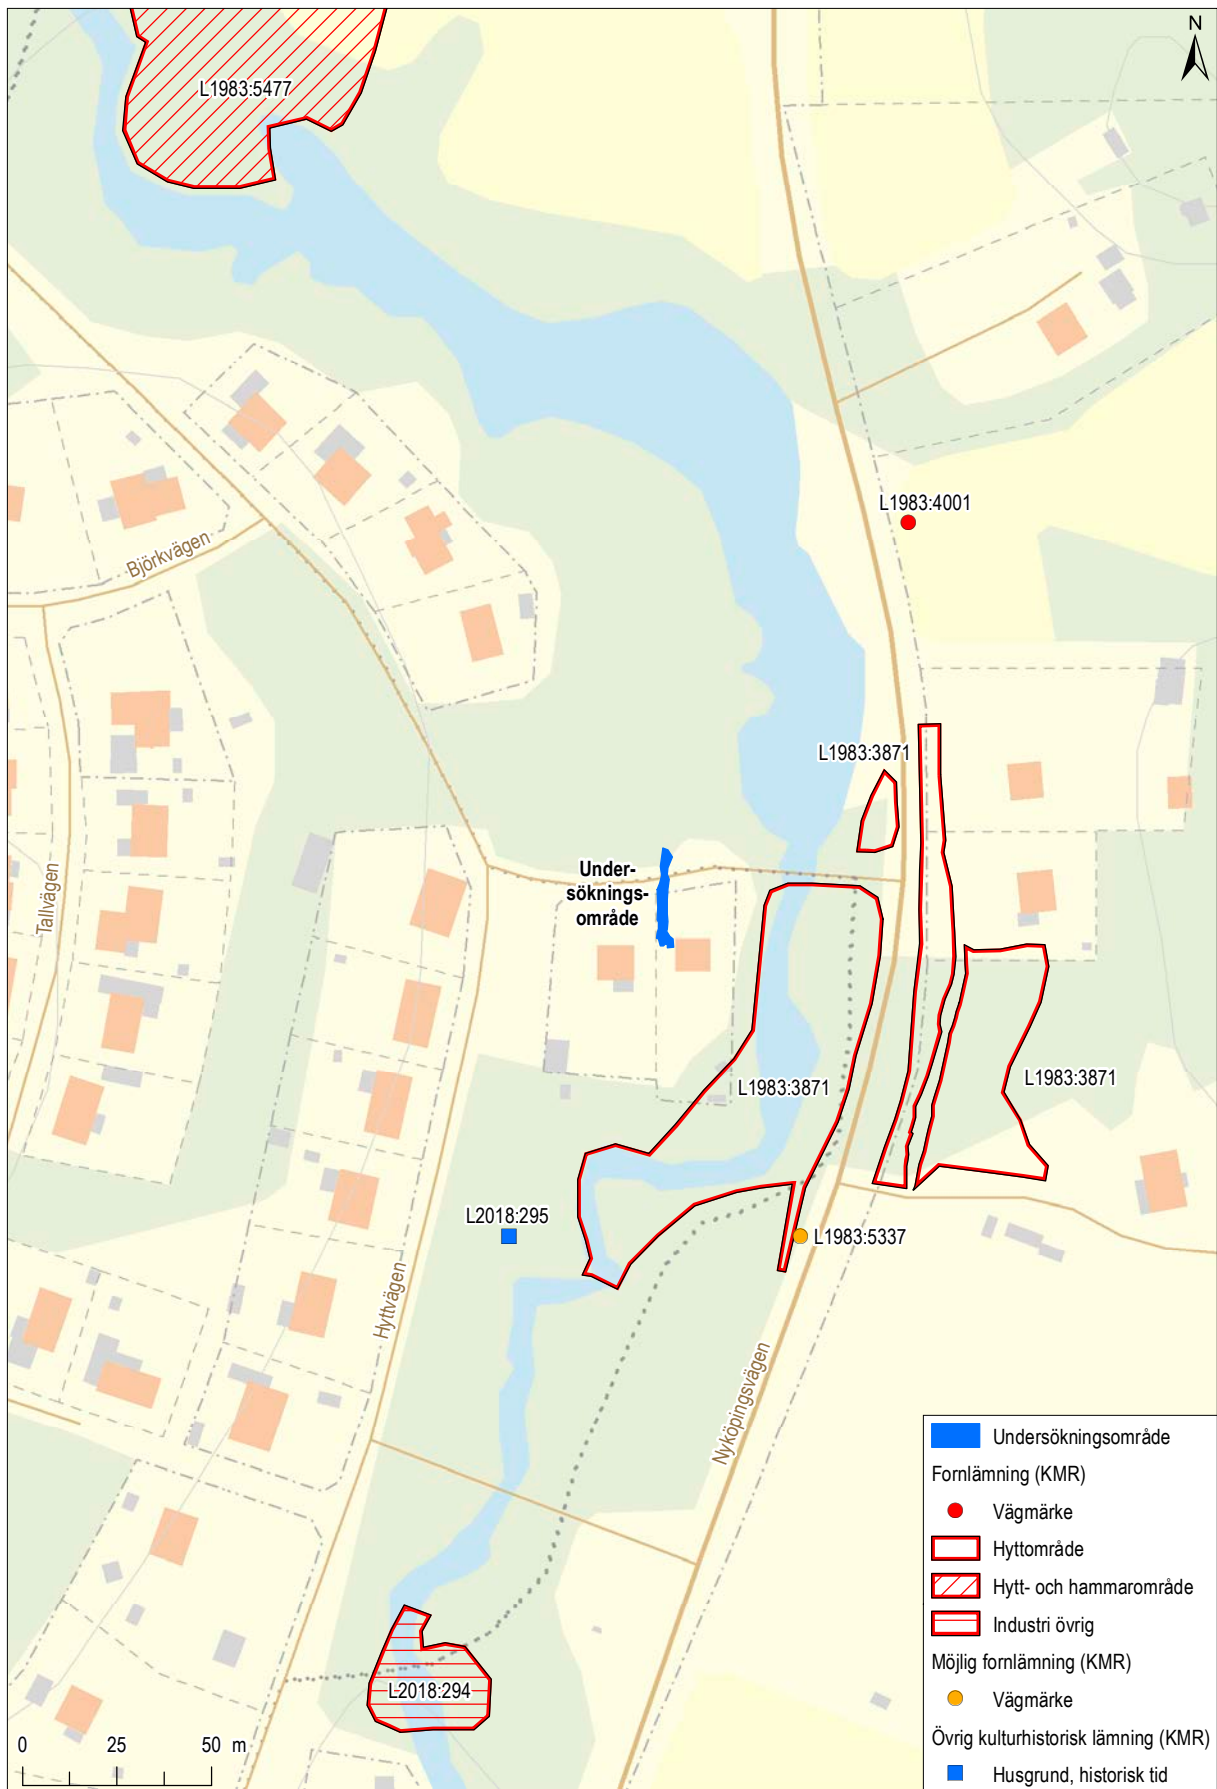 N
L1983:5477
L1983:4001
Björkvägen
L1983:3871
Under-
söknings-
område
Tallvägen
L1983:3871
L1983:3871
L2018:295
L1983:5337
Hyttvägen
Nyköpingsvägen
L2018:294
0 25 50 m
Undersökningsområde
Fornlämning (KMR)
Vägmärke
Hyttområde
Hytt- och hammarområde
Industri övrig
Möjlig fornlämning (KMR)
Vägmärke
Övrig kulturhistorisk lämning (KMR)
Husgrund, historisk tid